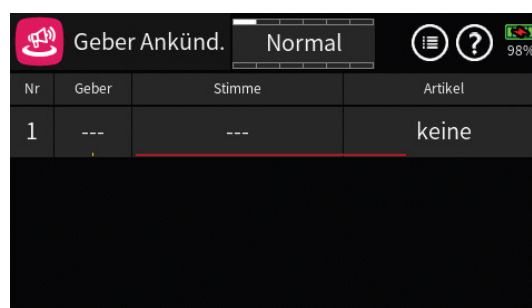 Geber Ankünd. Normal ? 98%
Nr Geber Stimme Artikel
1 --- --- keine